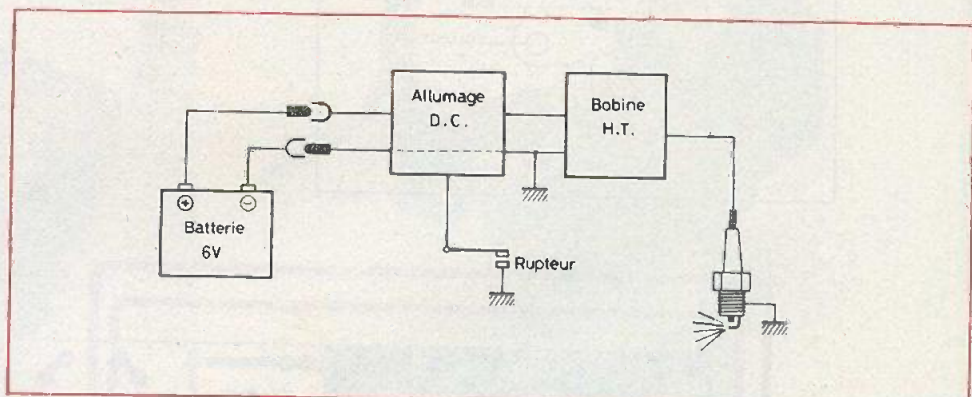 Allumage
D.C.
Bobine
H.T.
+
−
Batterie
6V
Rupteur